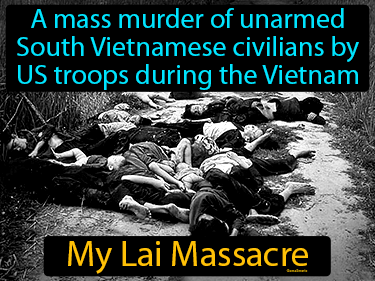 A mass murder of unarmed
South Vietnamese civilians by
US troops during the Vietnam
My Lai Massacre